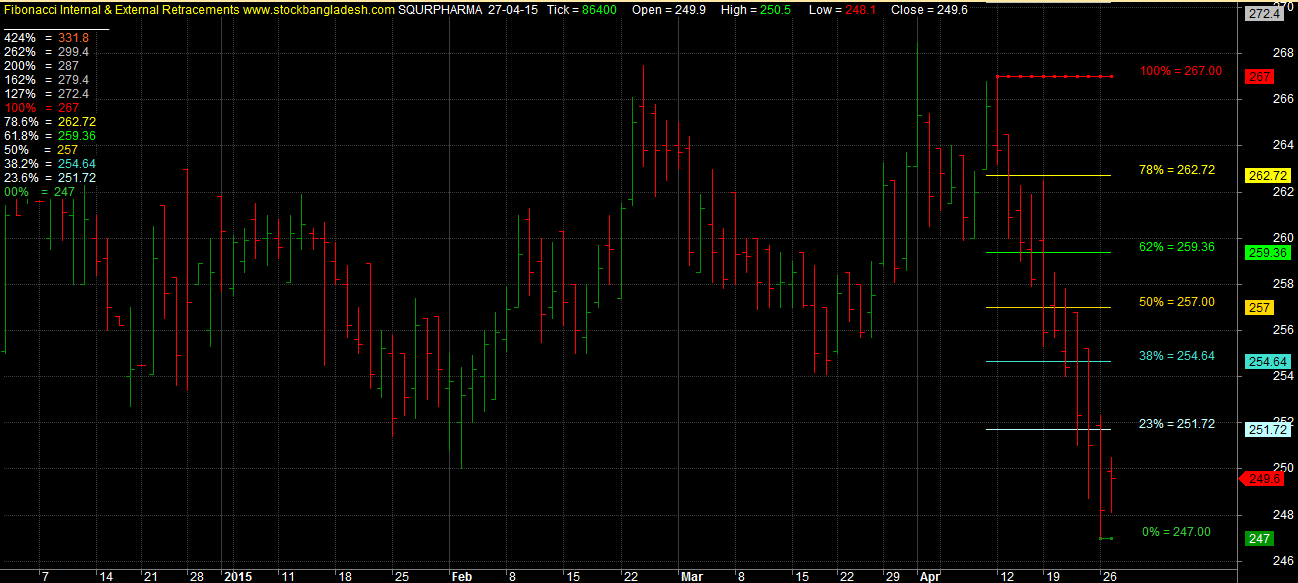 Fibonacci Internal & External Retracements www.stockbangladesh.com SQURPHARMA 27-04-15 Tick = 86400 Open = 249.9 High = 250.5 Low = 248.1 Close = 249.6
424% = 331.8
262% = 299.4
200% = 287
162% = 279.4
127% = 272.4
100% = 267
78.6% = 262.72
61.8% = 259.36
50% = 257
38.2% = 254.64
23.6% = 251.72
00% = 247
100% = 267.00
78% = 262.72
62% = 259.36
50% = 257.00
38% = 254.64
23% = 251.72
0% = 247.00
270
272.4
268
267
266
264
262.72
262
260
259.36
258
257
256
254.64
254
252
251.72
250
249.6
248
247
246
7 14 21 28 2015 11 18 25 Feb 8 15 22 Mar 8 15 22 29 Apr 12 19 26